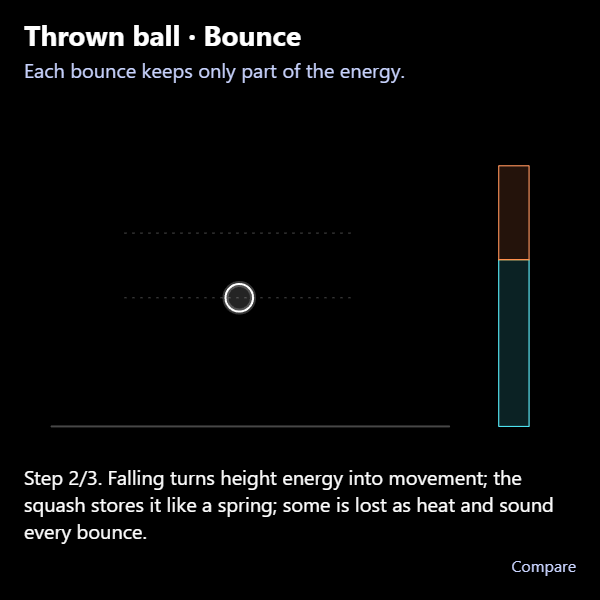 Thrown ball · Bounce
Each bounce keeps only part of the energy.
Step 2/3. Falling turns height energy into movement; the
squash stores it like a spring; some is lost as heat and sound
every bounce.
Compare